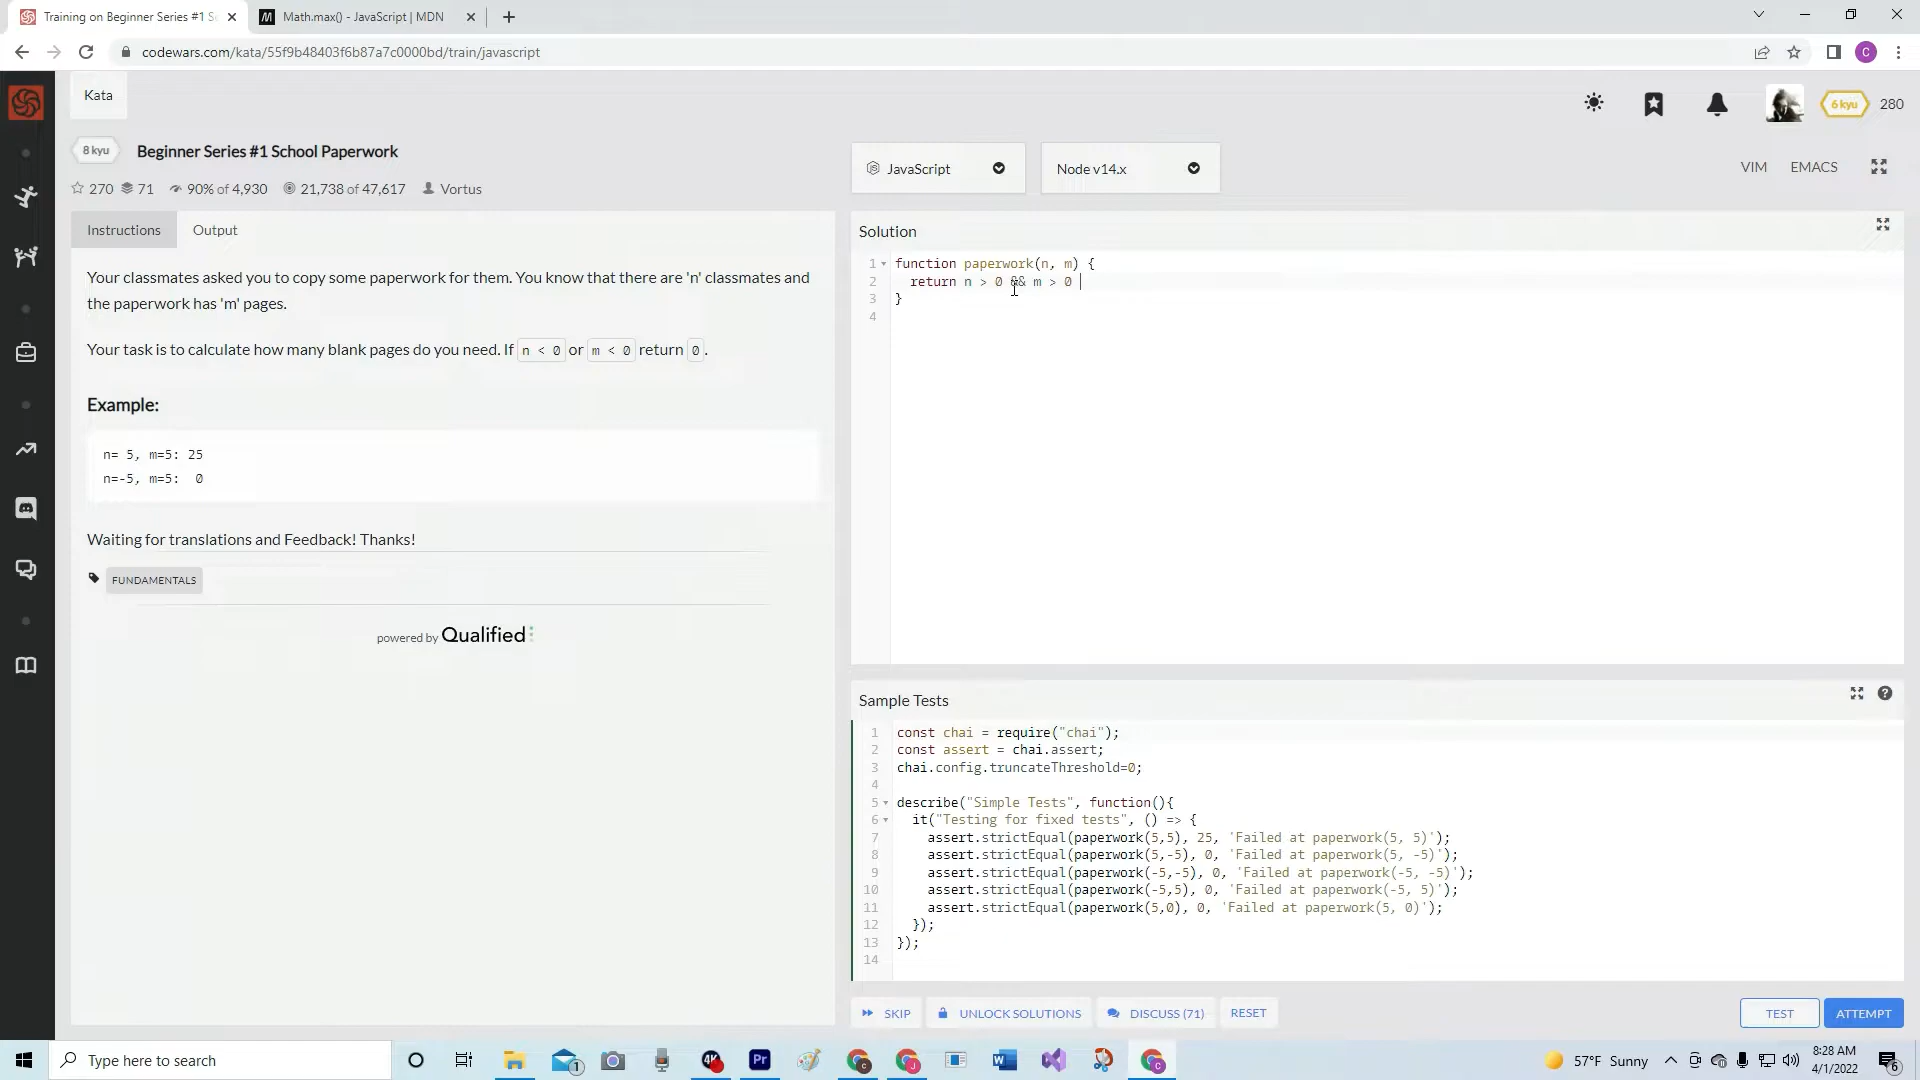 Training on Beginner Series #1 S
Math.max() - JavaScript | MDN
codewars.com/kata/55f9b48403f6b87a7c0000bd/train/javascript
C
Kata
6 kyu
280
8 kyu
Beginner Series #1 School Paperwork
270
71
90% of 4,930
21,738 of 47,617
Vortus
JavaScript
Node v14.x
VIM
EMACS
Instructions
Output
Your classmates asked you to copy some paperwork for them. You know that there are 'n' classmates and
the paperwork has 'm' pages.
Your task is to calculate how many blank pages do you need. If n < 0 or m < 0 return 0.
Example:
n= 5, m=5: 25
n=-5, m=5:  0
Waiting for translations and Feedback! Thanks!
FUNDAMENTALS
powered by Qualified
Solution
1 function paperwork(n, m) {
2 return n > 0 && m > 0
3 }
4
Sample Tests
1 const chai = require("chai");
2 const assert = chai.assert;
3 chai.config.truncateThreshold=0;
4
5 describe("Simple Tests", function(){
6 it("Testing for fixed tests", () => {
7 assert.strictEqual(paperwork(5,5), 25, 'Failed at paperwork(5, 5)');
8 assert.strictEqual(paperwork(5,-5), 0, 'Failed at paperwork(5, -5)');
9 assert.strictEqual(paperwork(-5,-5), 0, 'Failed at paperwork(-5, -5)');
10 assert.strictEqual(paperwork(-5,5), 0, 'Failed at paperwork(-5, 5)');
11 assert.strictEqual(paperwork(5,0), 0, 'Failed at paperwork(5, 0)');
12 });
13 });
14
SKIP
UNLOCK SOLUTIONS
DISCUSS (71)
RESET
TEST
ATTEMPT
Type here to search
1
4K
Pr
57°F Sunny
8:28 AM
4/1/2022
6